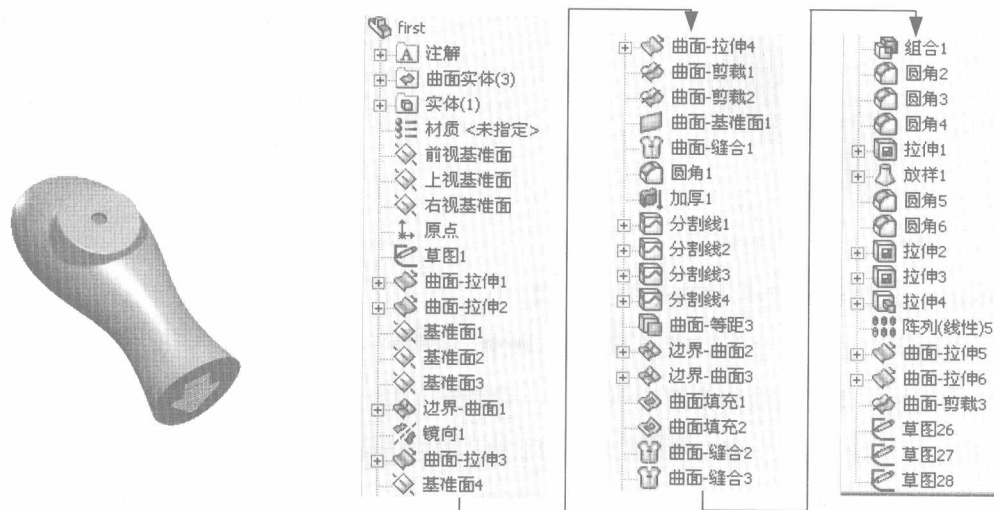 first
注解
曲面实体(3)
实体(1)
材质 <未指定>
前视基准面
上视基准面
右视基准面
原点
草图1
曲面-拉伸1
曲面-拉伸2
基准面1
基准面2
基准面3
边界-曲面1
镜向1
曲面-拉伸3
基准面4
曲面-拉伸4
曲面-剪裁1
曲面-剪裁2
曲面-基准面1
曲面-缝合1
圆角1
加厚1
分割线1
分割线2
分割线3
分割线4
曲面-等距3
边界-曲面2
边界-曲面3
曲面填充1
曲面填充2
曲面-缝合2
曲面-缝合3
组合1
圆角2
圆角3
圆角4
拉伸1
放样1
圆角5
圆角6
拉伸2
拉伸3
拉伸4
阵列(线性)5
曲面-拉伸5
曲面-拉伸6
曲面-剪裁3
草图26
草图27
草图28